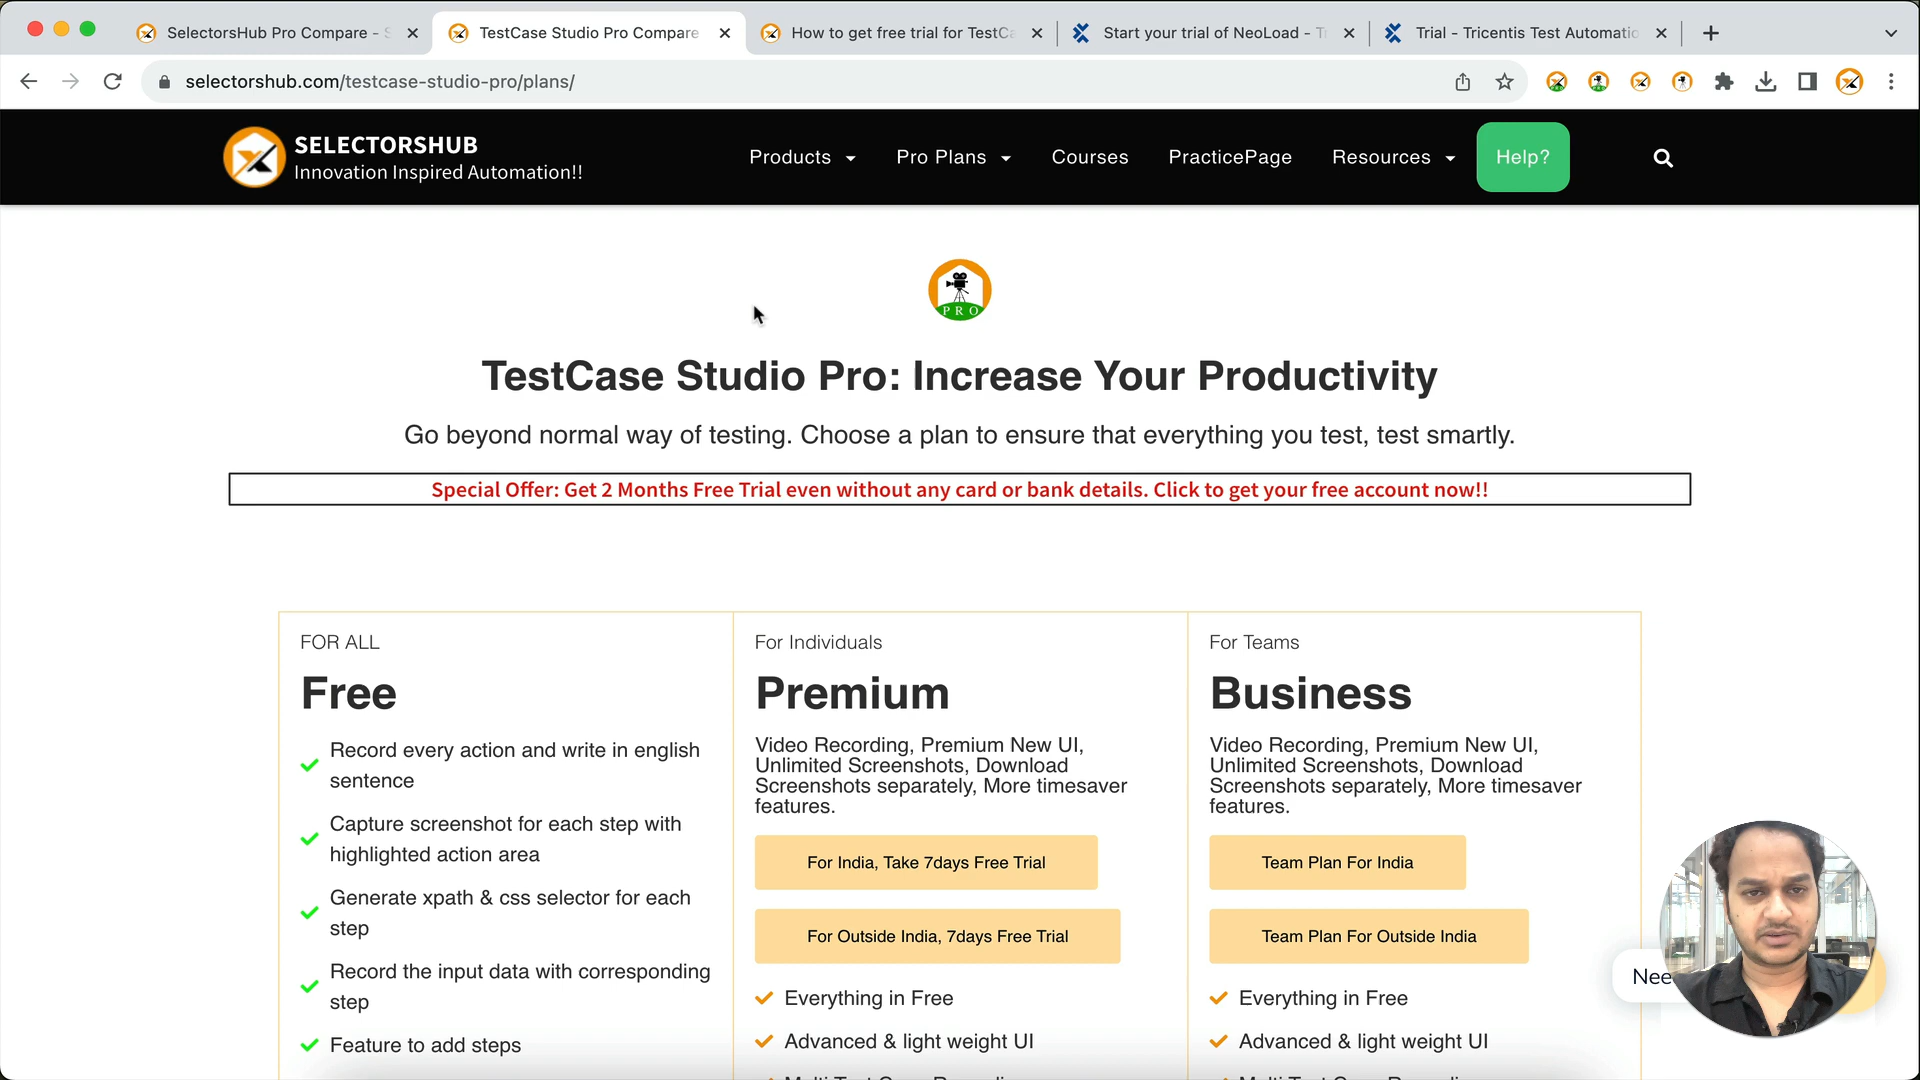 SelectorsHub Pro Compare - S
TestCase Studio Pro Compare
How to get free trial for TestCa
Start your trial of NeoLoad - Tr
Trial - Tricentis Test Automatio
selectorshub.com/testcase-studio-pro/plans/
SELECTORSHUB
Innovation Inspired Automation!!
Products
Pro Plans
Courses
PracticePage
Resources
Help?
PRO
TestCase Studio Pro: Increase Your Productivity
Go beyond normal way of testing. Choose a plan to ensure that everything you test, test smartly.
Special Offer: Get 2 Months Free Trial even without any card or bank details. Click to get your free account now!!
FOR ALL
Free
Record every action and write in english
sentence
Capture screenshot for each step with
highlighted action area
Generate xpath & css selector for each
step
Record the input data with corresponding
step
Feature to add steps
For Individuals
Premium
Video Recording, Premium New UI,
Unlimited Screenshots, Download
Screenshots separately, More timesaver
features.
For India, Take 7days Free Trial
For Outside India, 7days Free Trial
Everything in Free
Advanced & light weight UI
For Teams
Business
Video Recording, Premium New UI,
Unlimited Screenshots, Download
Screenshots separately, More timesaver
features.
Team Plan For India
Team Plan For Outside India
Everything in Free
Advanced & light weight UI
Nee